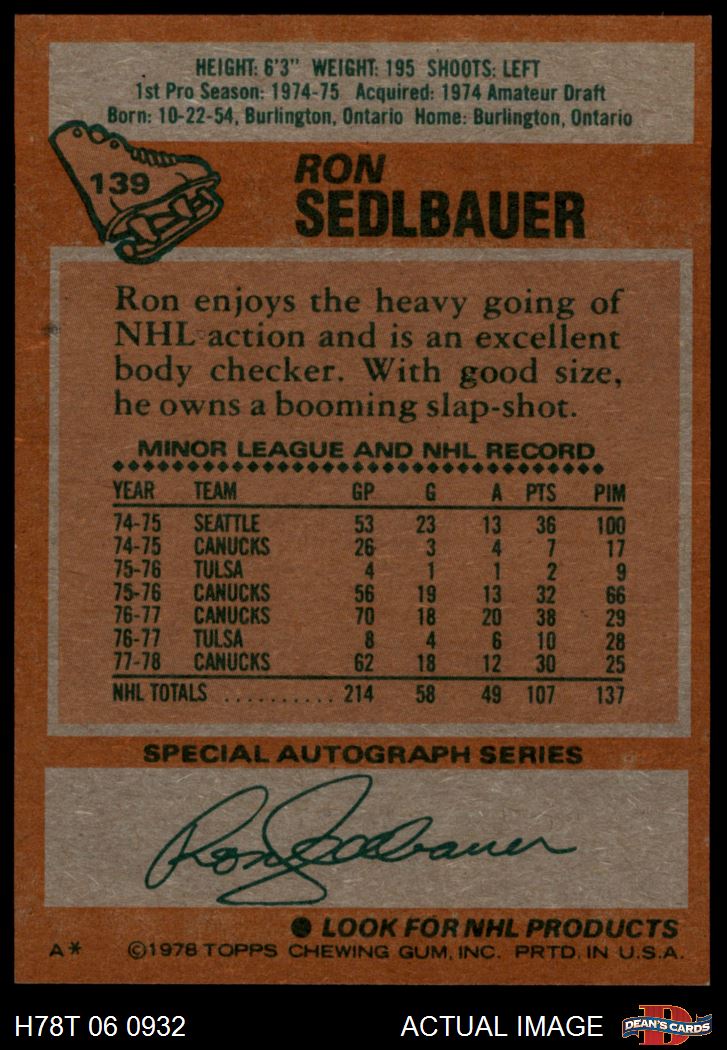 HEIGHT: 6'3" WEIGHT: 195 SHOOTS: LEFT
1st Pro Season: 1974-75 Acquired: 1974 Amateur Draft
Born: 10-22-54, Burlington, Ontario Home: Burlington, Ontario
139
RON
SEDLBAUER
Ron enjoys the heavy going of
NHL action and is an excellent
body checker. With good size,
he owns a booming slap-shot.
MINOR LEAGUE AND NHL RECORD
YEAR TEAM GP G A PTS PIM
74-75 SEATTLE 53 23 13 36 100
74-75 CANUCKS 26 3 4 7 17
75-76 TULSA 4 1 1 2 9
75-76 CANUCKS 56 19 13 32 66
76-77 CANUCKS 70 18 20 38 29
76-77 TULSA 8 4 6 10 28
77-78 CANUCKS 62 18 12 30 25
NHL TOTALS .......... 214 58 49 107 137
SPECIAL AUTOGRAPH SERIES
Ron Sedlbauer
● LOOK FOR NHL PRODUCTS
A* ©1978 TOPPS CHEWING GUM, INC. PRTD. IN U.S.A.
H78T 06 0932 ACTUAL IMAGE D DEAN'S CARDS